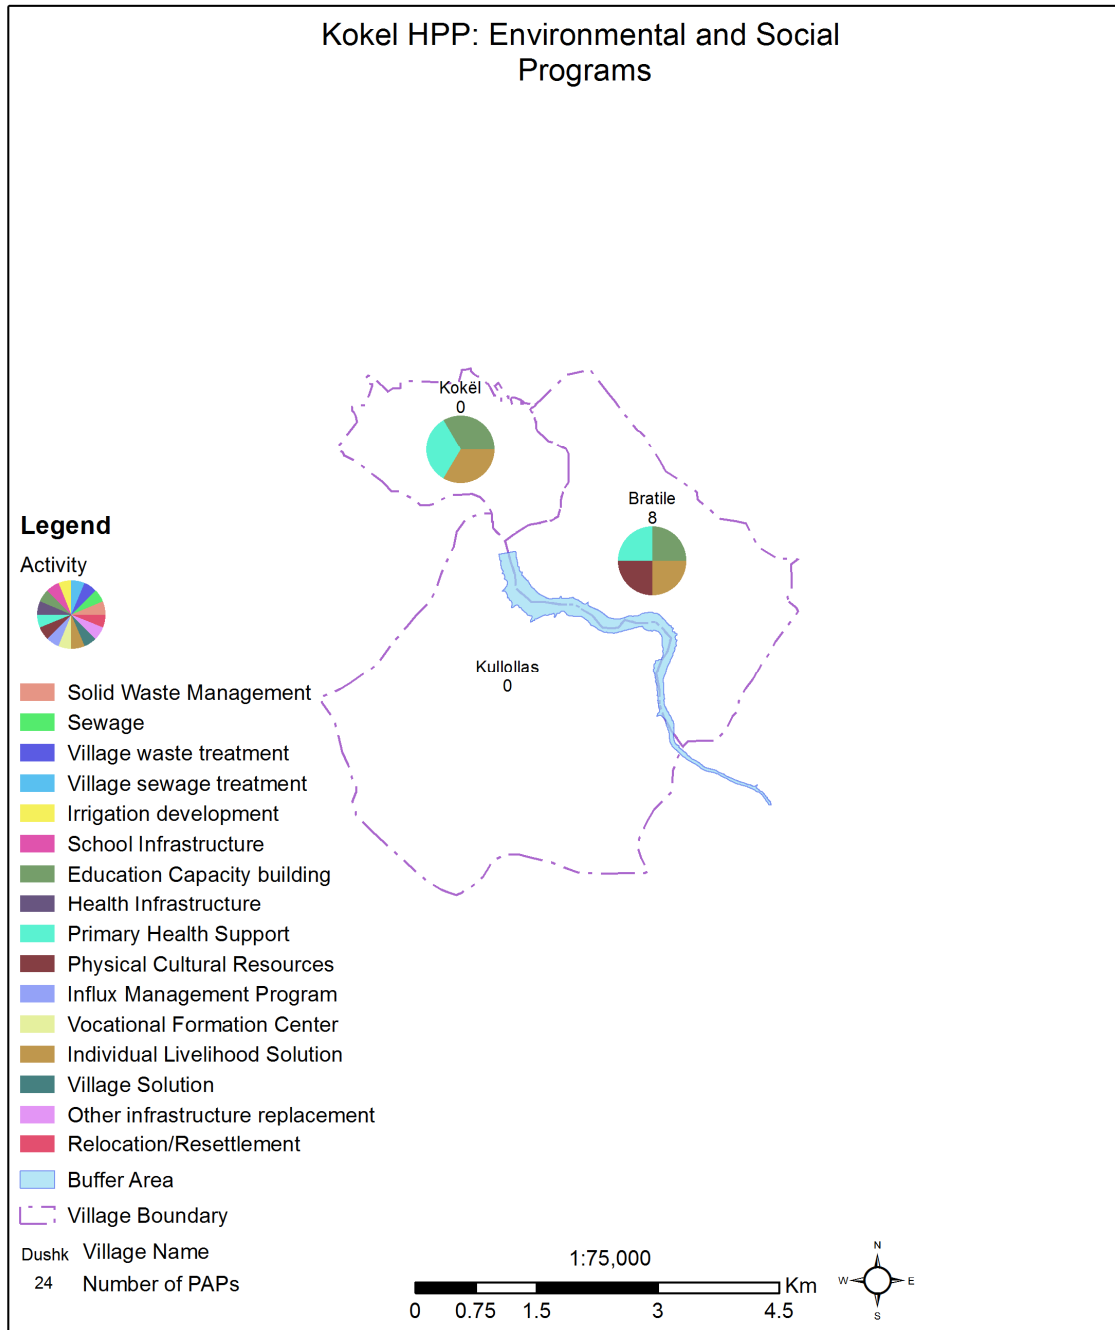 Kokel HPP: Environmental and Social
Programs
Kokël
0
Bratile
8
Kullollas
0
Legend
Activity
Solid Waste Management
Sewage
Village waste treatment
Village sewage treatment
Irrigation development
School Infrastructure
Education Capacity building
Health Infrastructure
Primary Health Support
Physical Cultural Resources
Influx Management Program
Vocational Formation Center
Individual Livelihood Solution
Village Solution
Other infrastructure replacement
Relocation/Resettlement
Buffer Area
Village Boundary
Dushk Village Name
24 Number of PAPs
1:75,000
Km
0 0.75 1.5 3 4.5
N
W E
S